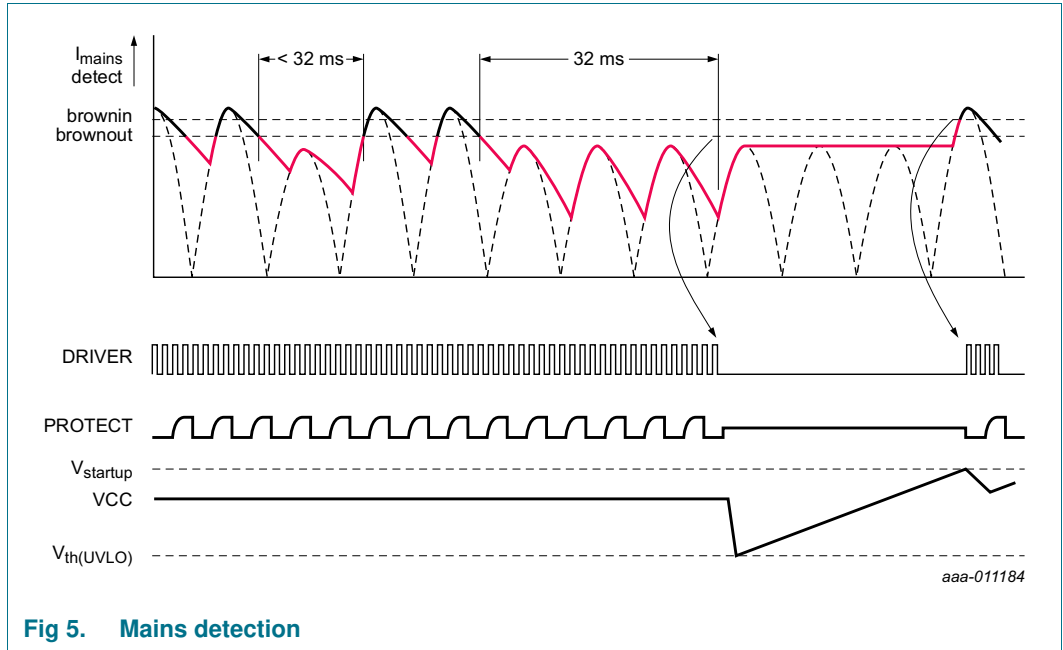 Imains
detect
< 32 ms
32 ms
brownin
brownout
DRIVER
PROTECT
Vstartup
VCC
Vth(UVLO)
aaa-011184
Fig 5. Mains detection